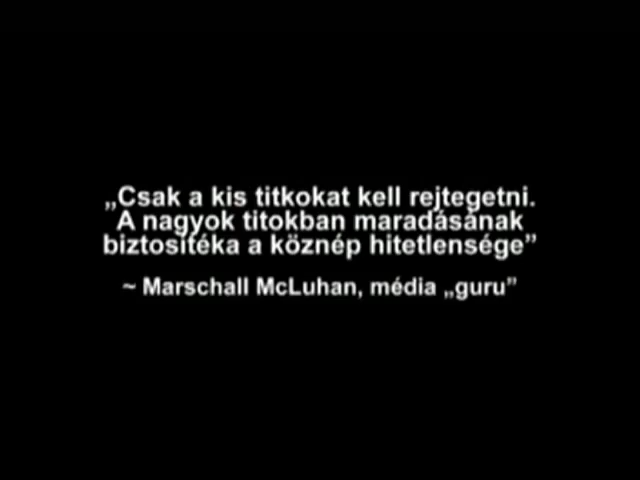 „Csak a kis titkokat kell rejtegetni.
A nagyok titokban maradásának
biztosítéka a köznép hitetlensége”
~ Marschall McLuhan, média „guru”